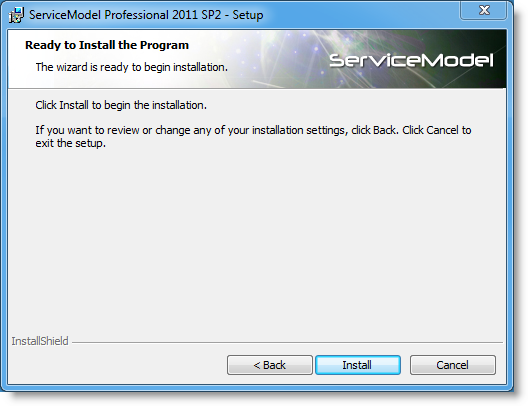 ServiceModel Professional 2011 SP2 - Setup
Ready to Install the Program
The wizard is ready to begin installation.
ServiceModel
Click Install to begin the installation.
If you want to review or change any of your installation settings, click Back. Click Cancel to
exit the setup.
InstallShield
< Back
Install
Cancel